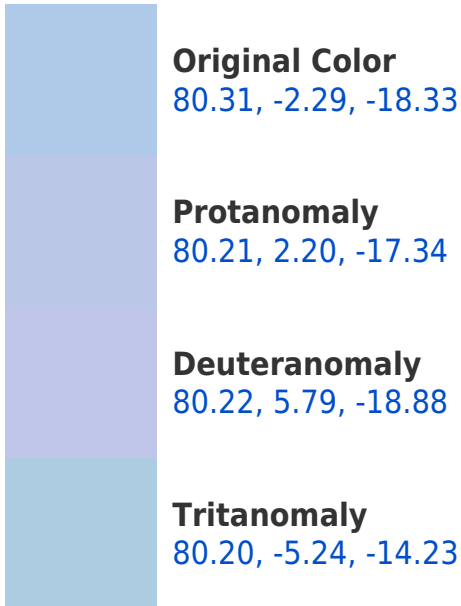 Original Color
80.31, -2.29, -18.33
Protanomaly
80.21, 2.20, -17.34
Deuteranomaly
80.22, 5.79, -18.88
Tritanomaly
80.20, -5.24, -14.23